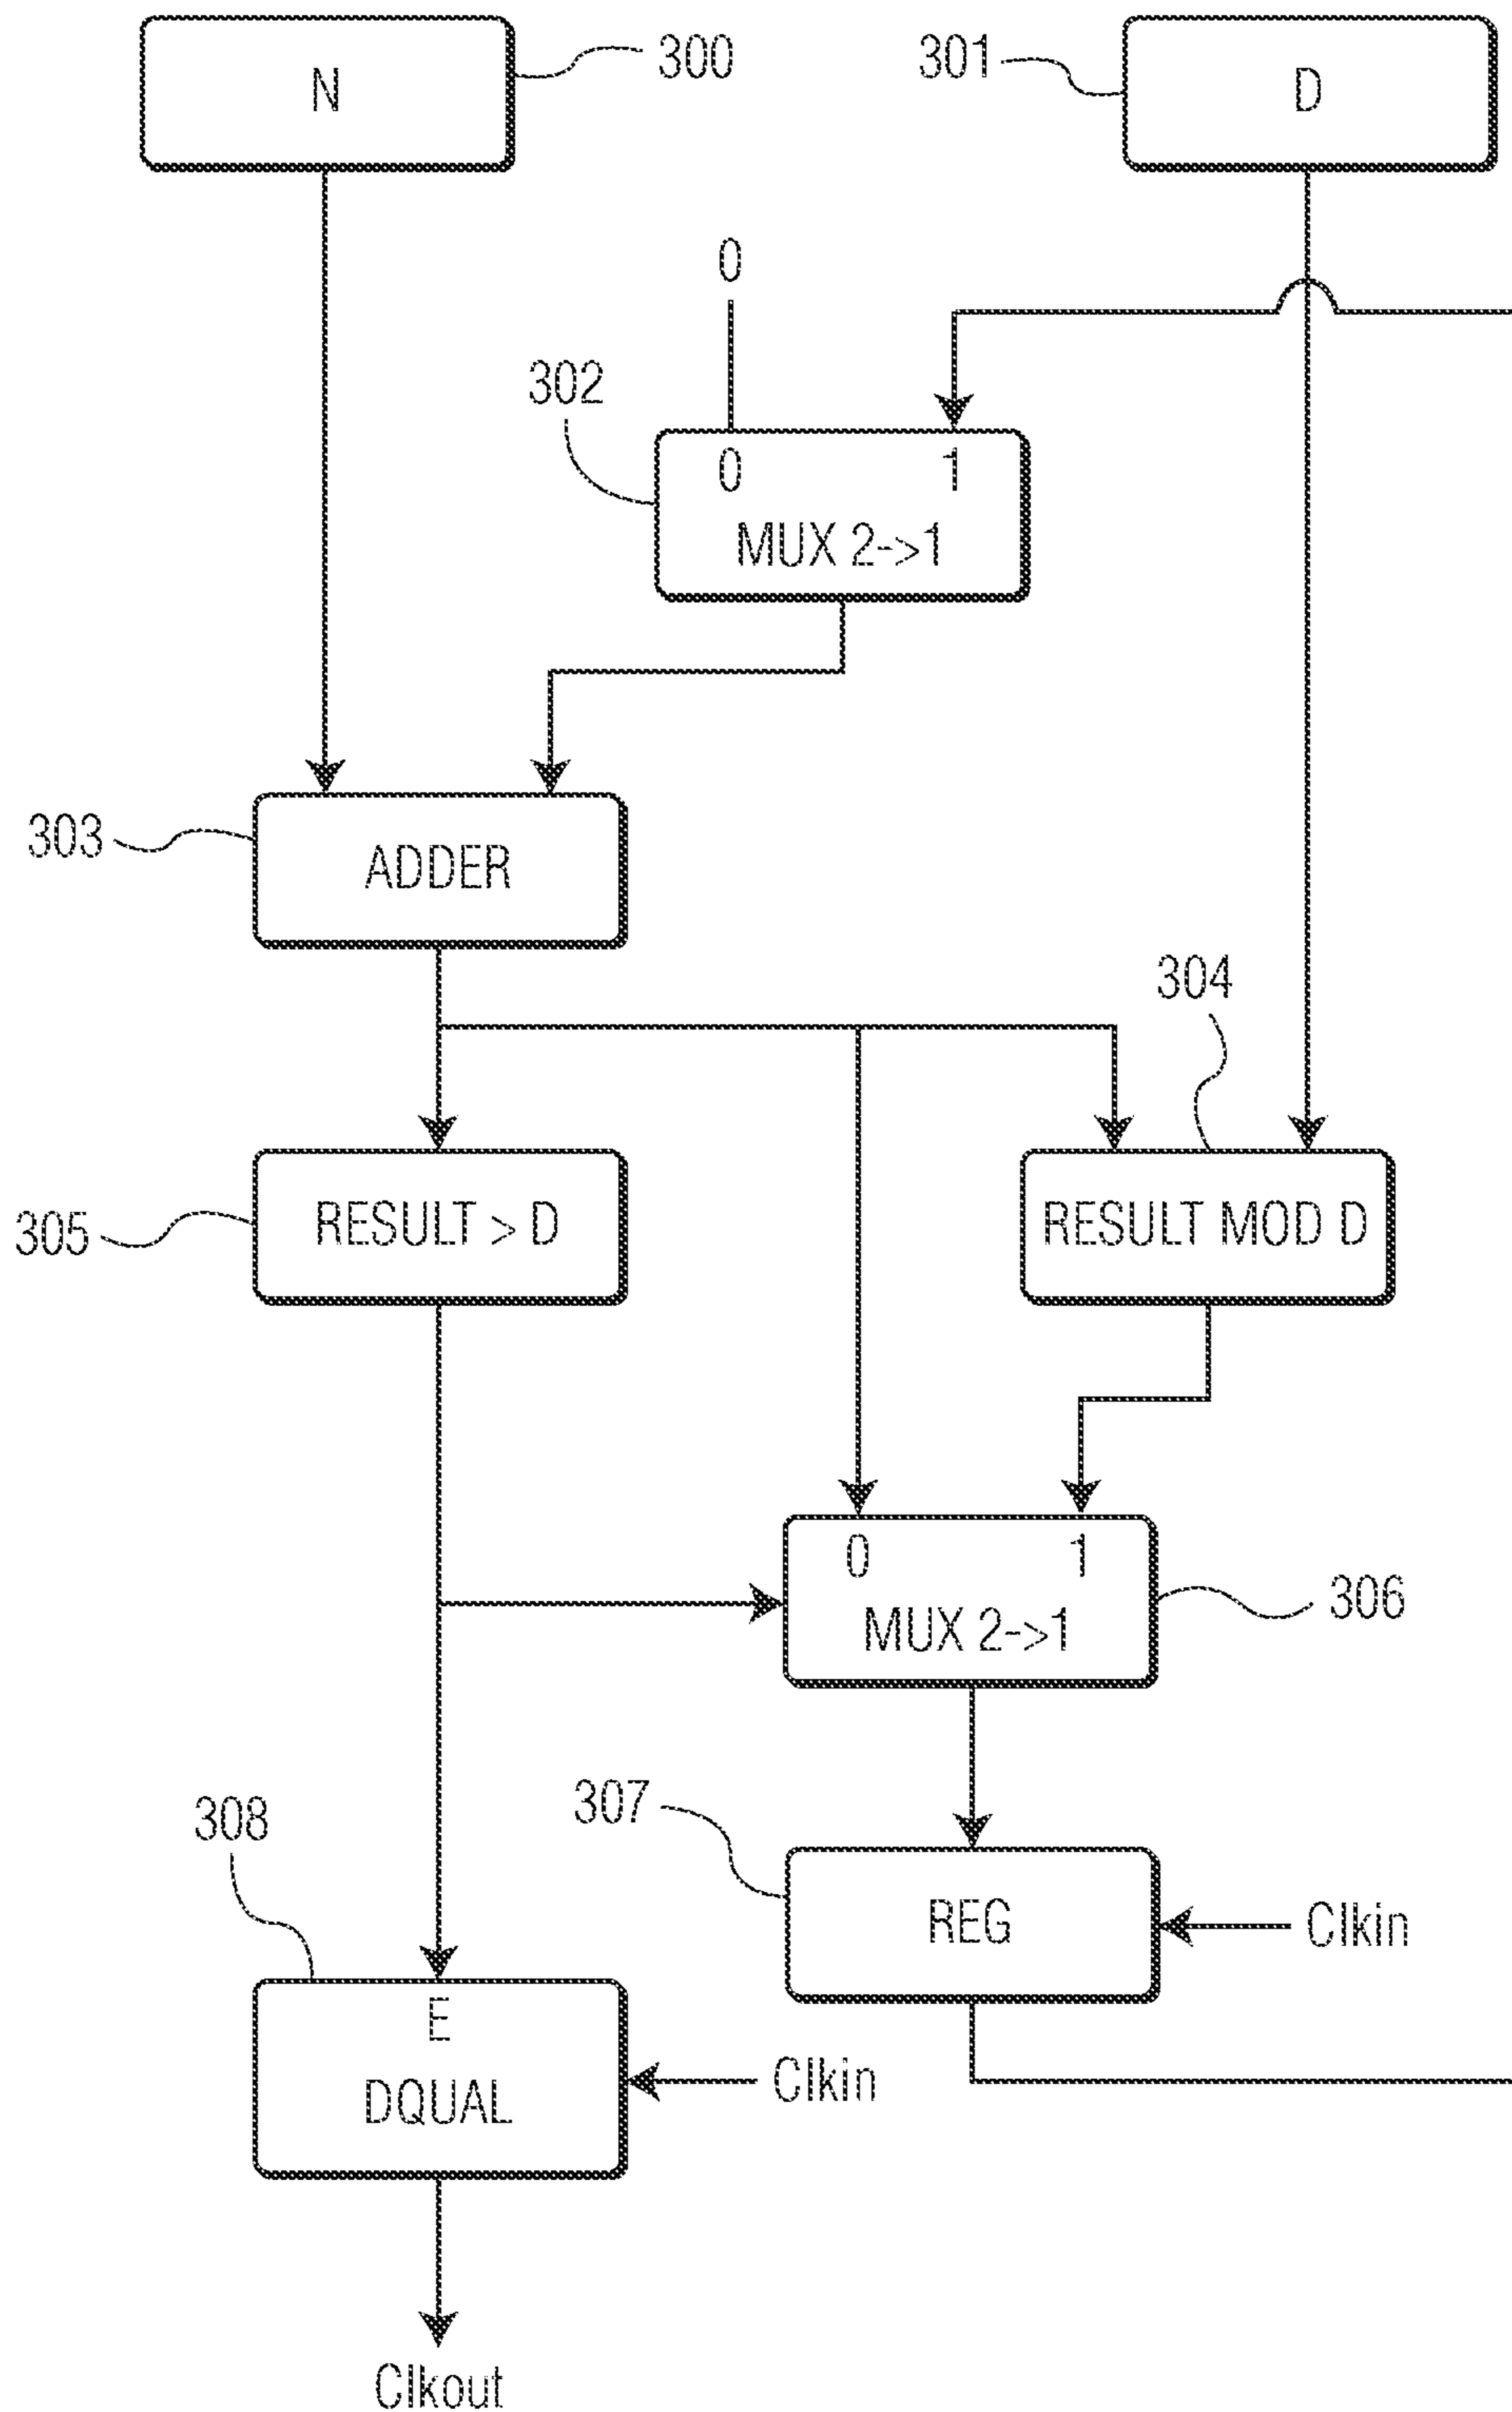 N
300
301
D
0
302
0 1
MUX 2->1
303
ADDER
304
305
RESULT > D
RESULT MOD D
0 1
MUX 2->1
306
307
308
REG
Clkin
E
DQUAL
Clkin
Clkout